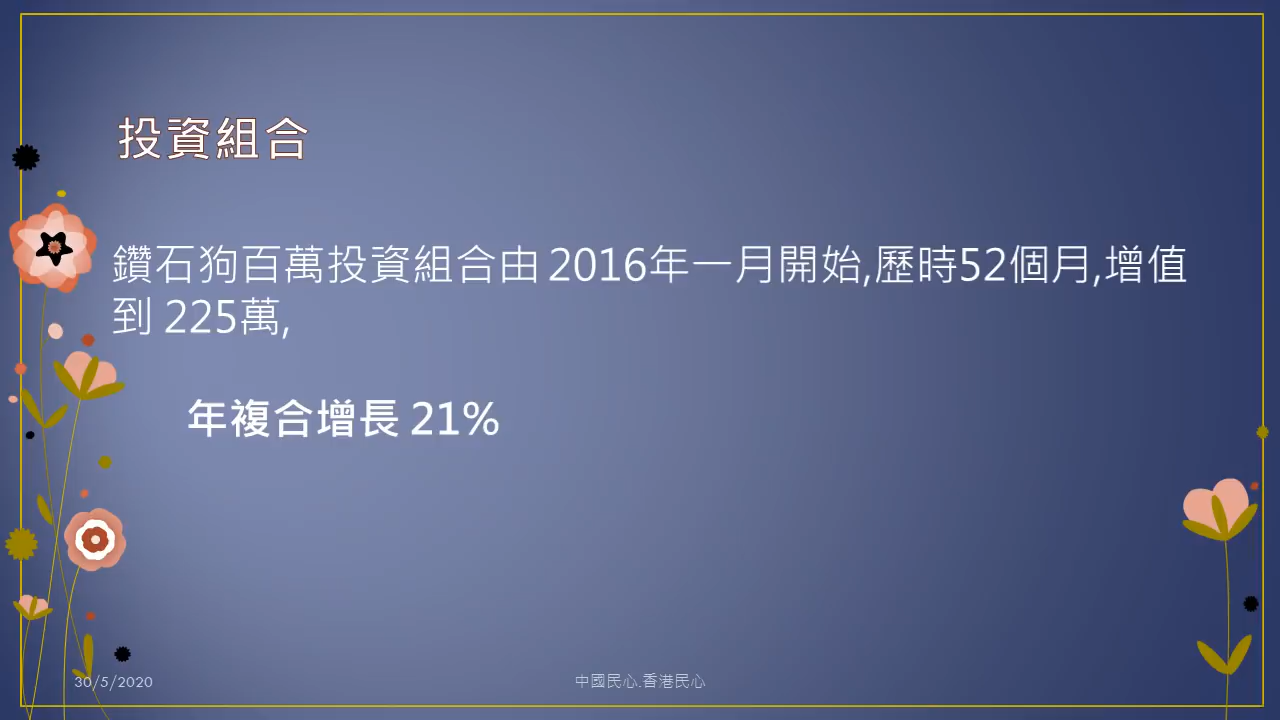 投資組合
鑽石狗百萬投資組合由 2016年一月開始,歷時52個月,增值
到 225萬,
年複合增長 21%
30/5/2020
中國民心.香港民心